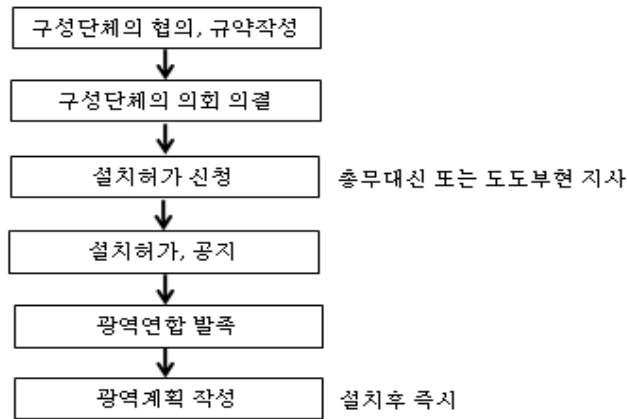 구성단체의 협의, 규약작성
구성단체의 의회 의결
설치허가 신청 총무대신 또는 도도부현 지사
설치허가, 공지
광역연합 발족
광역계획 작성 설치후 즉시